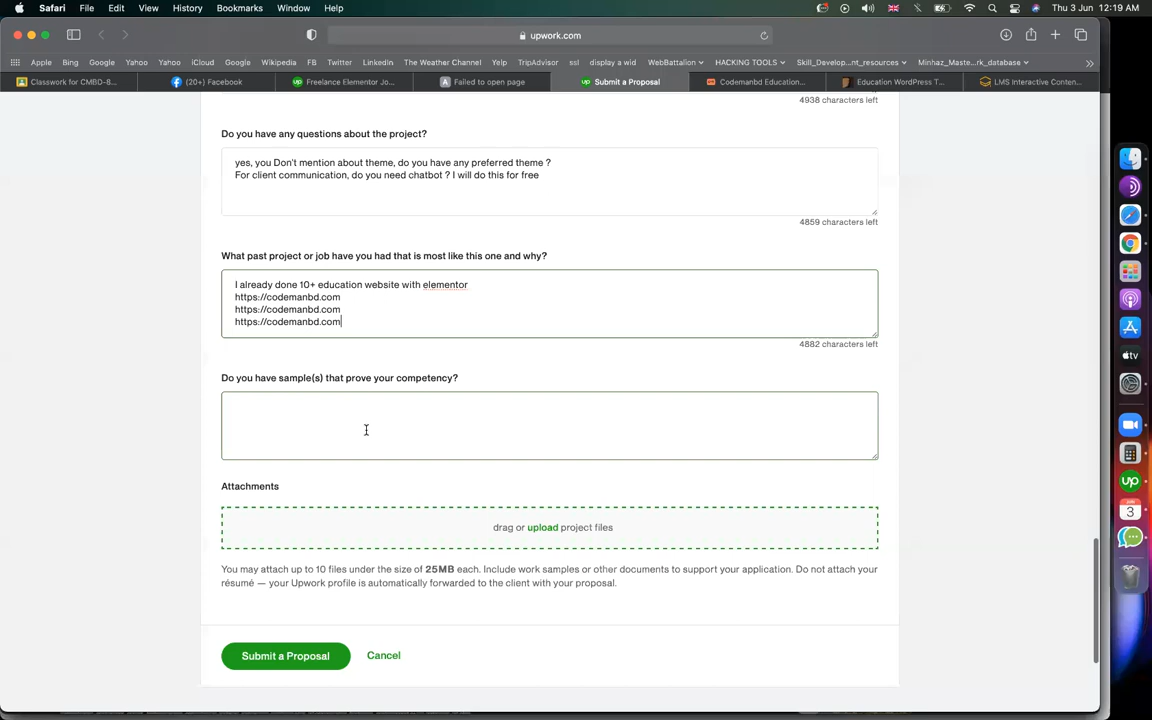 Safari File Edit View History Bookmarks Window Help Thu 3 Jun 12:19 AM
upwork.com
Apple Bing Google Yahoo Yahoo iCloud Google Wikipedia FB Twitter LinkedIn The Weather Channel Yelp TripAdvisor ssl display a wid WebBattalion HACKING TOOLS Skill_Develop...nt_resources Minhaz_Maste...rk_database
Classwork for CMBD-8... (20+) Facebook Freelance Elementor Jo... Failed to open page Submit a Proposal Codemanbd Education... Education WordPress T... LMS Interactive Conten...
4938 characters left
Do you have any questions about the project?
yes, you Don't mention about theme, do you have any preferred theme ?
For client communication, do you need chatbot ? I will do this for free
4859 characters left
What past project or job have you had that is most like this one and why?
I already done 10+ education website with elementor
https://codemanbd.com
https://codemanbd.com
https://codemanbd.com
4882 characters left
Do you have sample(s) that prove your competency?
Attachments
drag or upload project files
You may attach up to 10 files under the size of 25MB each. Include work samples or other documents to support your application. Do not attach your
résumé — your Upwork profile is automatically forwarded to the client with your proposal.
Submit a Proposal Cancel
tv
up
3